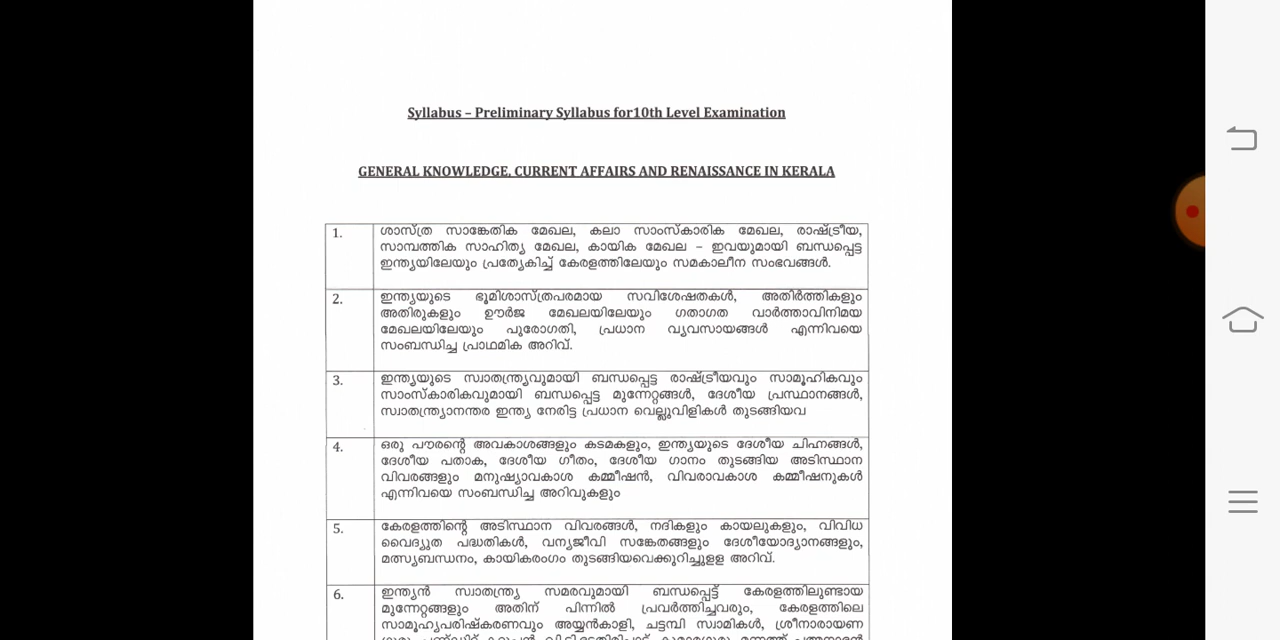 Syllabus – Preliminary Syllabus for10th Level Examination
GENERAL KNOWLEDGE, CURRENT AFFAIRS AND RENAISSANCE IN KERALA
1. ശാസ്ത്ര സാങ്കേതിക മേഖല, കലാ സാംസ്കാരിക മേഖല, രാഷ്ട്രീയ,
സാമ്പത്തിക സാഹിത്യ മേഖല, കായിക മേഖല – ഇവയുമായി ബന്ധപ്പെട്ട
ഇന്ത്യയിലേയും പ്രത്യേകിച്ച് കേരളത്തിലേയും സമകാലീന സംഭവങ്ങൾ.
2. ഇന്ത്യയുടെ ഭൂമിശാസ്ത്രപരമായ സവിശേഷതകൾ, അതിർത്തികളും
അതിരുകളും ഊർജ മേഖലയിലേയും ഗതാഗത വാർത്താവിനിമയ
മേഖലയിലേയും പുരോഗതി, പ്രധാന വ്യവസായങ്ങൾ എന്നിവയെ
സംബന്ധിച്ച പ്രാഥമിക അറിവ്.
3. ഇന്ത്യയുടെ സ്വാതന്ത്ര്യവുമായി ബന്ധപ്പെട്ട രാഷ്ട്രീയവും സാമൂഹികവും
സാംസ്കാരികവുമായി ബന്ധപ്പെട്ട മുന്നേറ്റങ്ങൾ, ദേശീയ പ്രസ്ഥാനങ്ങൾ,
സ്വാതന്ത്ര്യാനന്തര ഇന്ത്യ നേരിട്ട പ്രധാന വെല്ലുവിളികൾ തുടങ്ങിയവ
4. ഒരു പൗരന്റെ അവകാശങ്ങളും കടമകളും, ഇന്ത്യയുടെ ദേശീയ ചിഹ്നങ്ങൾ,
ദേശീയ പതാക, ദേശീയ ഗീതം, ദേശീയ ഗാനം തുടങ്ങിയ അടിസ്ഥാന
വിവരങ്ങളും മനുഷ്യാവകാശ കമ്മീഷൻ, വിവരാവകാശ കമ്മീഷനുകൾ
എന്നിവയെ സംബന്ധിച്ച അറിവുകളും
5. കേരളത്തിന്റെ അടിസ്ഥാന വിവരങ്ങൾ, നദികളും കായലുകളും, വിവിധ
വൈദ്യുത പദ്ധതികൾ, വന്യജീവി സങ്കേതങ്ങളും ദേശീയോദ്യാനങ്ങളും,
മത്സ്യബന്ധനം, കായികരംഗം തുടങ്ങിയവെക്കുറിച്ചുളള അറിവ്.
6. ഇന്ത്യൻ സ്വാതന്ത്ര്യ സമരവുമായി ബന്ധപ്പെട്ട് കേരളത്തിലുണ്ടായ
മുന്നേറ്റങ്ങളും അതിന് പിന്നിൽ പ്രവർത്തിച്ചവരും, കേരളത്തിലെ
സാമൂഹ്യപരിഷ്കരണവും അയ്യൻകാളി, ചട്ടമ്പി സ്വാമികൾ, ശ്രീനാരായണ